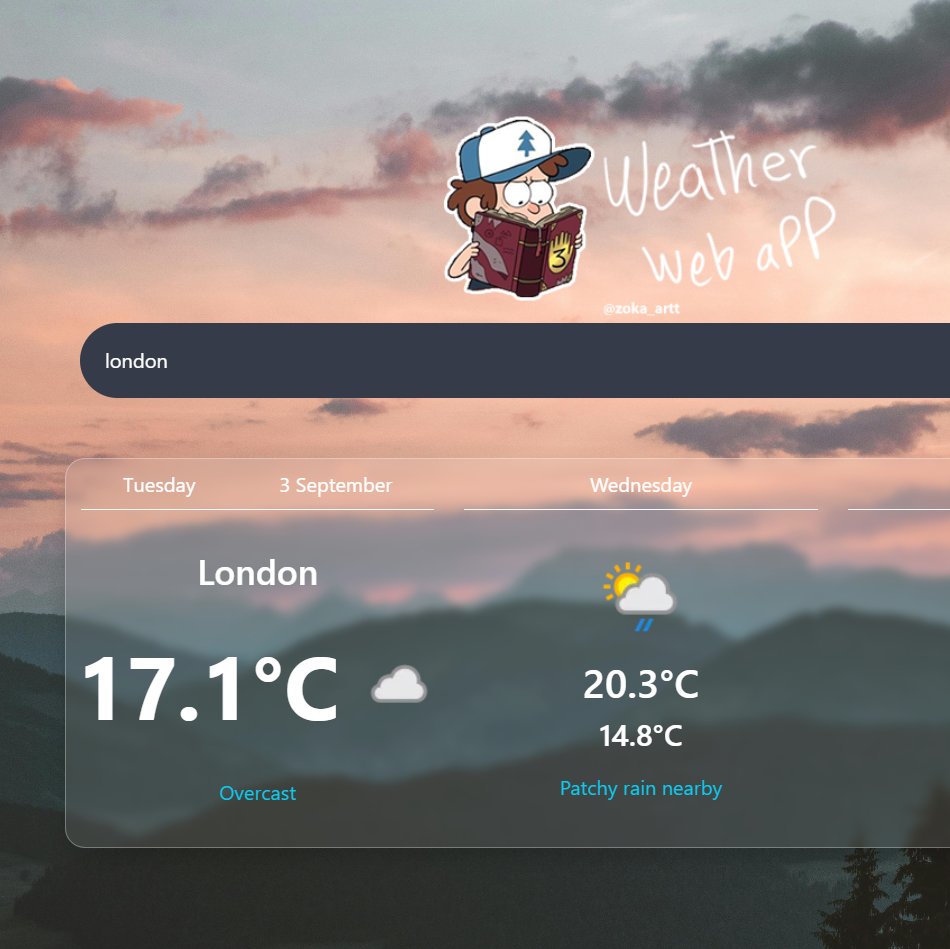 Weather
Web app
3
@zoka_artt
london
Tuesday 3 September
Wednesday
London
17.1°C
Overcast
20.3°C
14.8°C
Patchy rain nearby